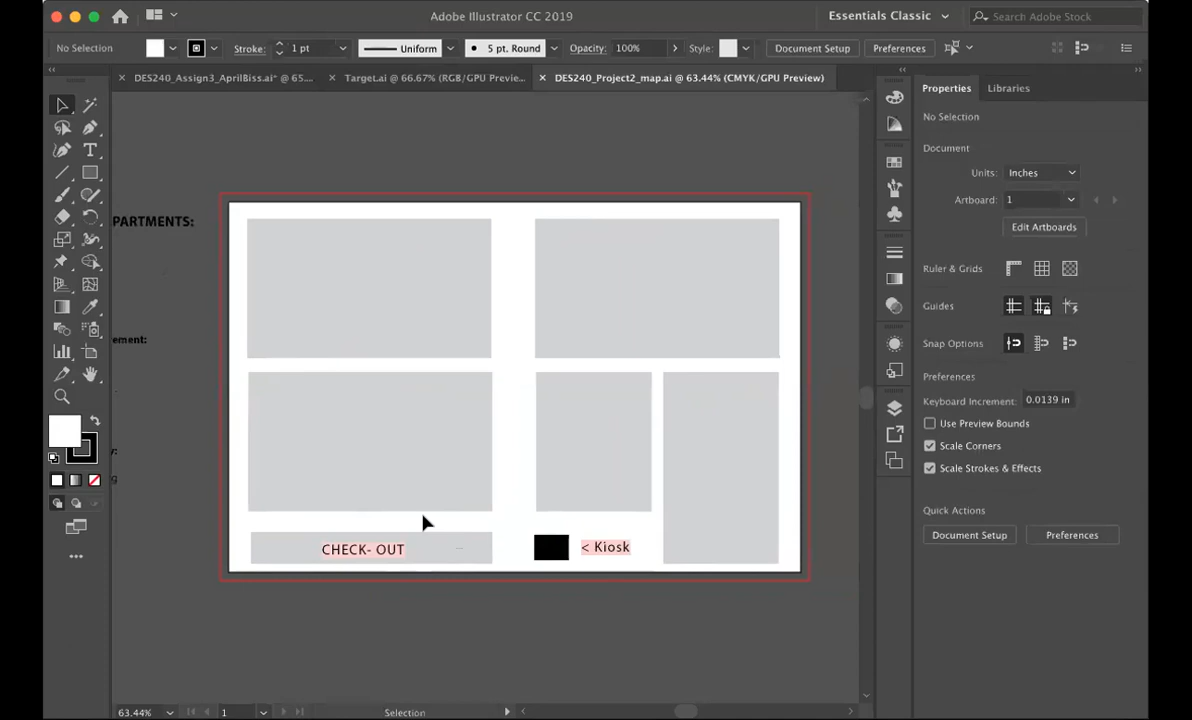 Adobe Illustrator CC 2019
Essentials Classic
Search Adobe Stock
No Selection
Stroke:
1 pt
Uniform
5 pt. Round
Opacity:
100%
Style:
Document Setup
Preferences
DES240_Assign3_AprilBiss.ai* @ 65....
Target.ai @ 66.67% (RGB/GPU Previe...
DES240_Project2_map.ai @ 63.44% (CMYK/GPU Preview)
Properties
Libraries
No Selection
Document
Units:
Inches
Artboard:
1
Edit Artboards
Ruler & Grids
Guides
Snap Options
Preferences
Keyboard Increment:
0.0139 in
Use Preview Bounds
Scale Corners
Scale Strokes & Effects
Quick Actions
Document Setup
Preferences
PARTMENTS:
ement:
y:
g
CHECK- OUT
< Kiosk
63.44%
1
Selection